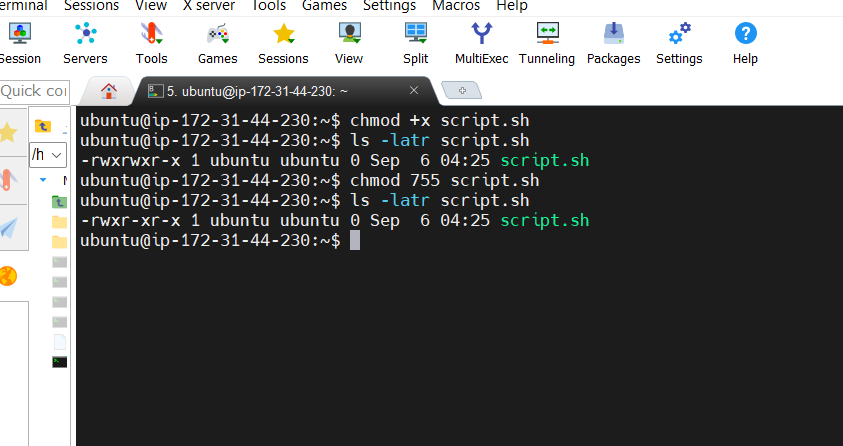 erminal Sessions View X server Tools Games Settings Macros Help
Session Servers Tools Games Sessions View Split MultiExec Tunneling Packages Settings Help
Quick co
5. ubuntu@ip-172-31-44-230: ~
/h
ubuntu@ip-172-31-44-230:~$ chmod +x script.sh
ubuntu@ip-172-31-44-230:~$ ls -latr script.sh
-rwxrwxr-x 1 ubuntu ubuntu 0 Sep  6 04:25 script.sh
ubuntu@ip-172-31-44-230:~$ chmod 755 script.sh
ubuntu@ip-172-31-44-230:~$ ls -latr script.sh
-rwxr-xr-x 1 ubuntu ubuntu 0 Sep  6 04:25 script.sh
ubuntu@ip-172-31-44-230:~$